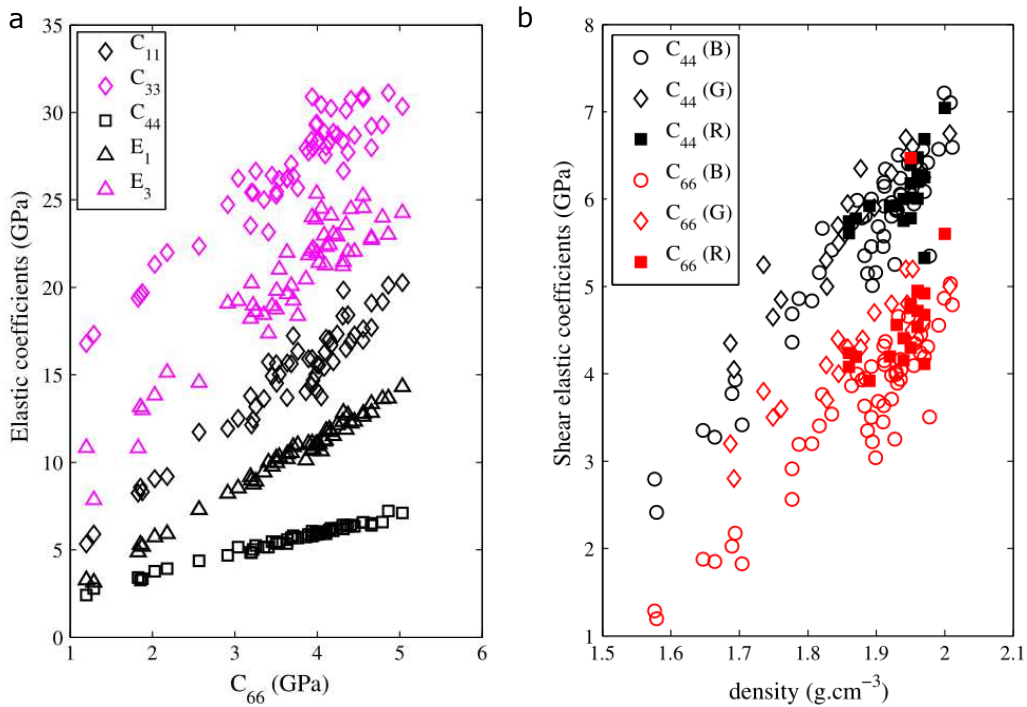 a
35
30
25
20
15
10
5
0
Elastic coefficients (GPa)
C11
C33
C44
E1
E3
1 2 3 4 5 6
C66 (GPa)
b
8
7
6
5
4
3
2
1
Shear elastic coefficients (GPa)
C44 (B)
C44 (G)
C44 (R)
C66 (B)
C66 (G)
C66 (R)
1.5 1.6 1.7 1.8 1.9 2 2.1
density (g.cm−3)